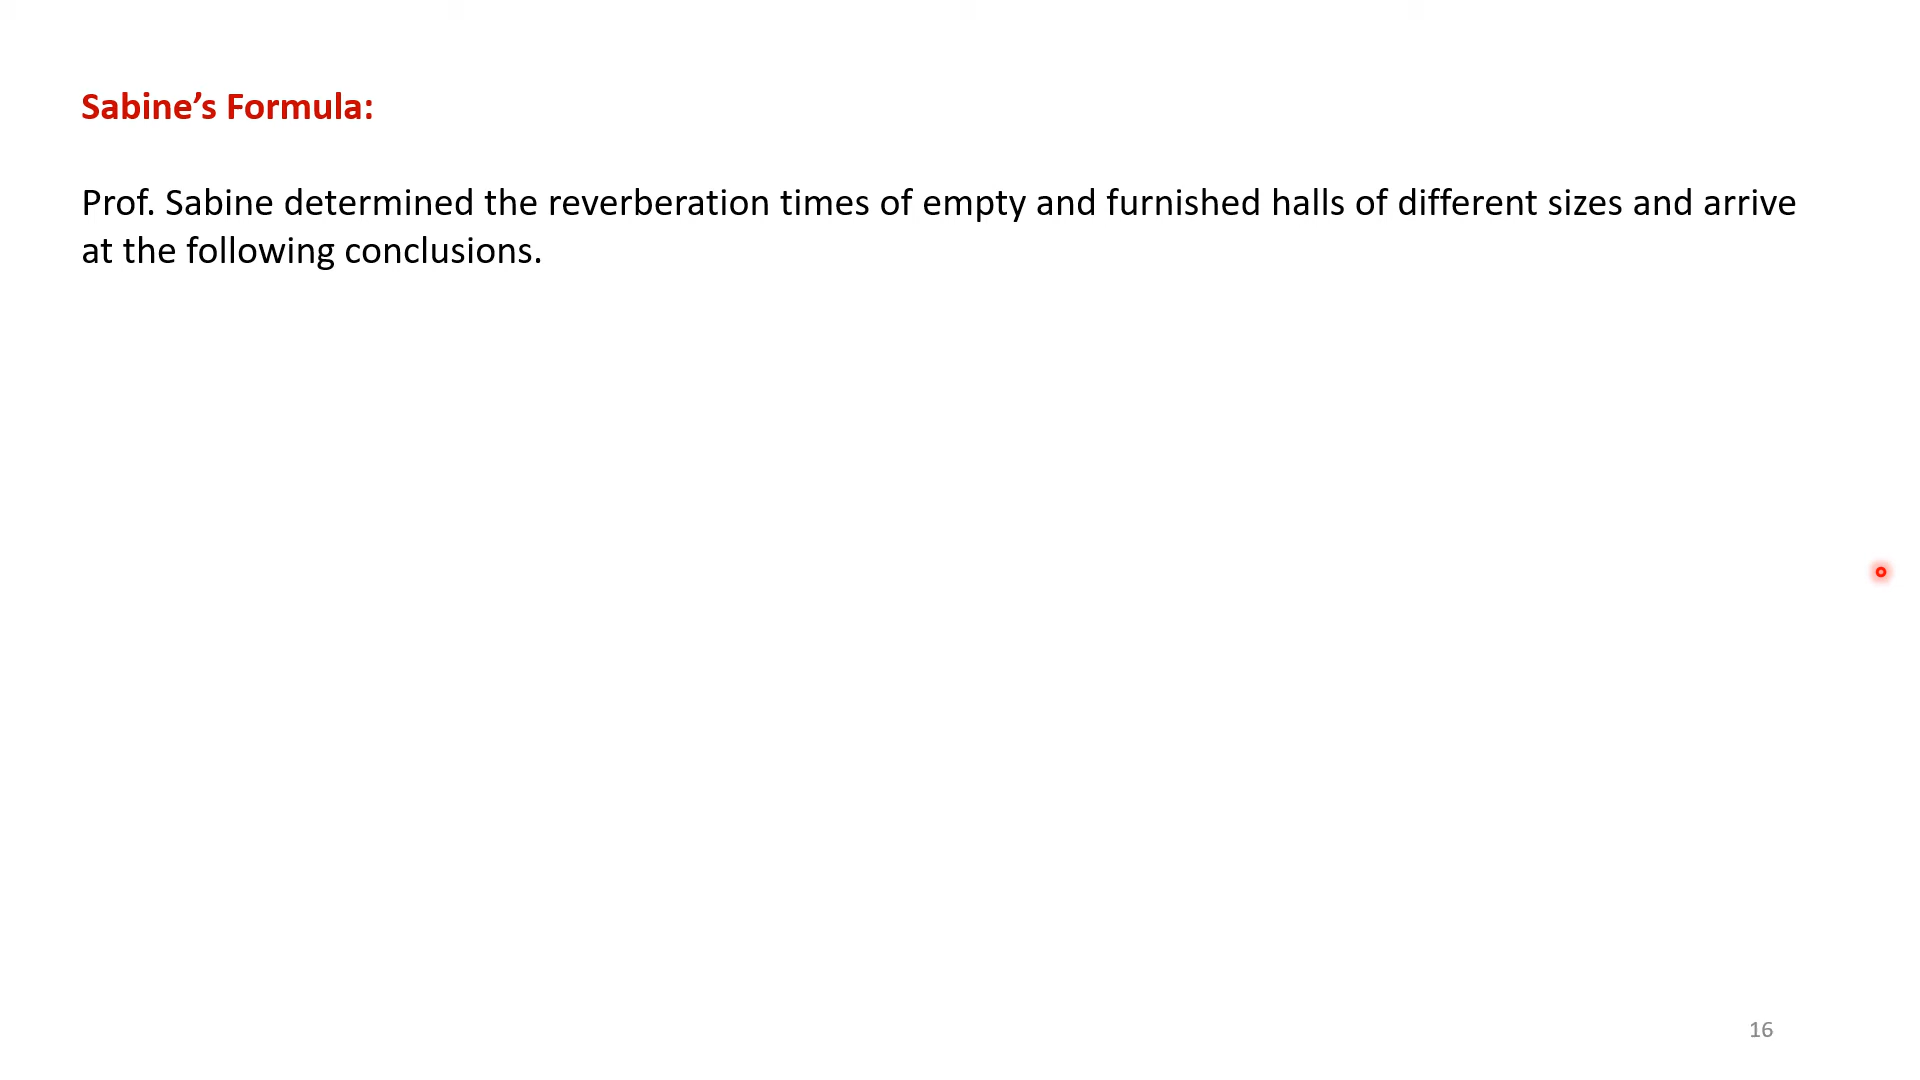 Sabine’s Formula:
Prof. Sabine determined the reverberation times of empty and furnished halls of different sizes and arrive
at the following conclusions.
16